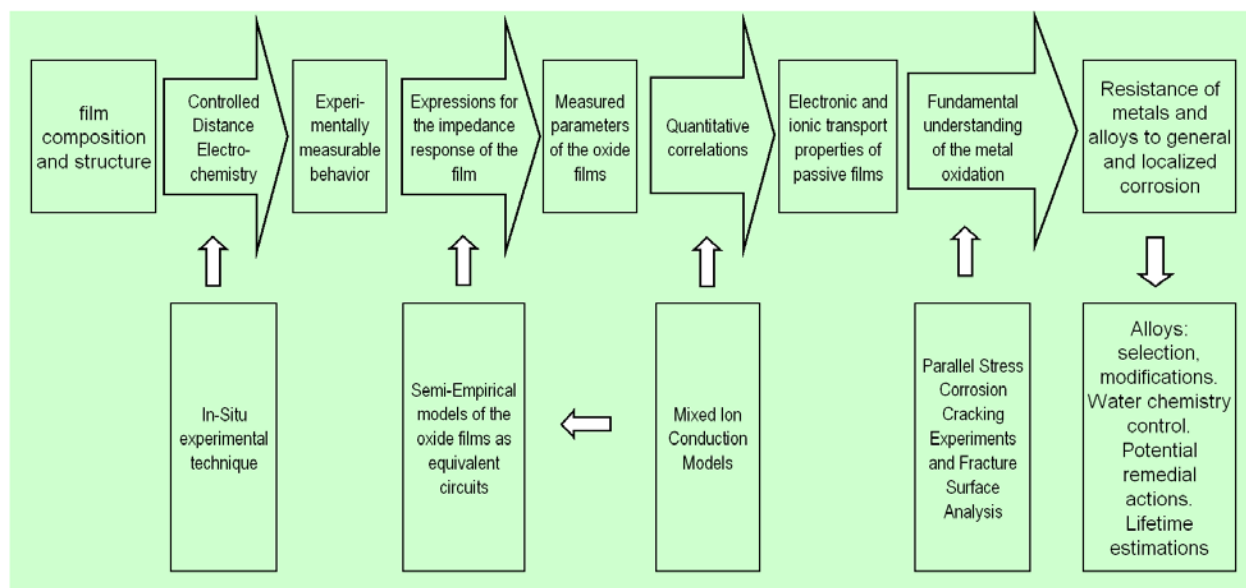 film
composition
and structure
Controlled
Distance
Electro-
chemistry
Experi-
mentally
measurable
behavior
Expressions for
the impedance
response of the
film
Measured
parameters
of the oxide
films
Quantitative
correlations
Electronic and
ionic transport
properties of
passive films
Fundamental
understanding
of the metal
oxidation
Resistance of
metals and
alloys to general
and localized
corrosion
In-Situ
experimental
technique
Semi-Empirical
models of the
oxide films as
equivalent
circuits
Mixed Ion
Conduction
Models
Parallel Stress
Corrosion
Cracking
Experiments
and Fracture
Surface
Analysis
Alloys:
selection,
modifications.
Water chemistry
control.
Potential
remedial
actions.
Lifetime
estimations